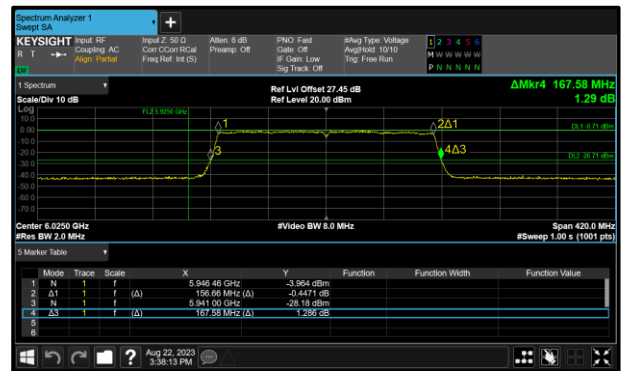 Spectrum Analyzer 1
Swept SA
+
KEYSIGHT Input: RF Input Z: 50 Ω Atten: 6 dB PNO: Fast #Avg Type: Voltage 1 2 3 4 5 6
R T Coupling: AC Corr CCorr RCal Preamp: Off Gate: Off Avg|Hold: 10/10 M W W W W W
Align: Partial Freq Ref: Int (S) IF Gain: Low Trig: Free Run
Sig Track: Off P N N N N N
1 Spectrum Ref Lvl Offset 27.45 dB ΔMkr4 167.58 MHz
Scale/Div 10 dB Ref Level 20.00 dBm 1.29 dB
Log
10.0 FL2 5.9250 GHz
1 2Δ1
0.00 DL1 -0.71 dBm
-10.0
-20.0 3 4Δ3 DL2 -26.71 dBm
-30.0
-40.0
-50.0
-60.0
-70.0
Center 6.0250 GHz #Video BW 8.0 MHz Span 420.0 MHz
#Res BW 2.0 MHz #Sweep 1.00 s (1001 pts)
5 Marker Table
Mode Trace Scale X Y Function Function Width Function Value
1 N 1 f 5.946 46 GHz -3.964 dBm
2 Δ1 1 f (Δ) 156.66 MHz (Δ) -0.4471 dB
3 N 1 f 5.941 00 GHz -28.18 dBm
4 Δ3 1 f (Δ) 167.58 MHz (Δ) 1.286 dB
5
6
? Aug 22, 2023
3:38:13 PM